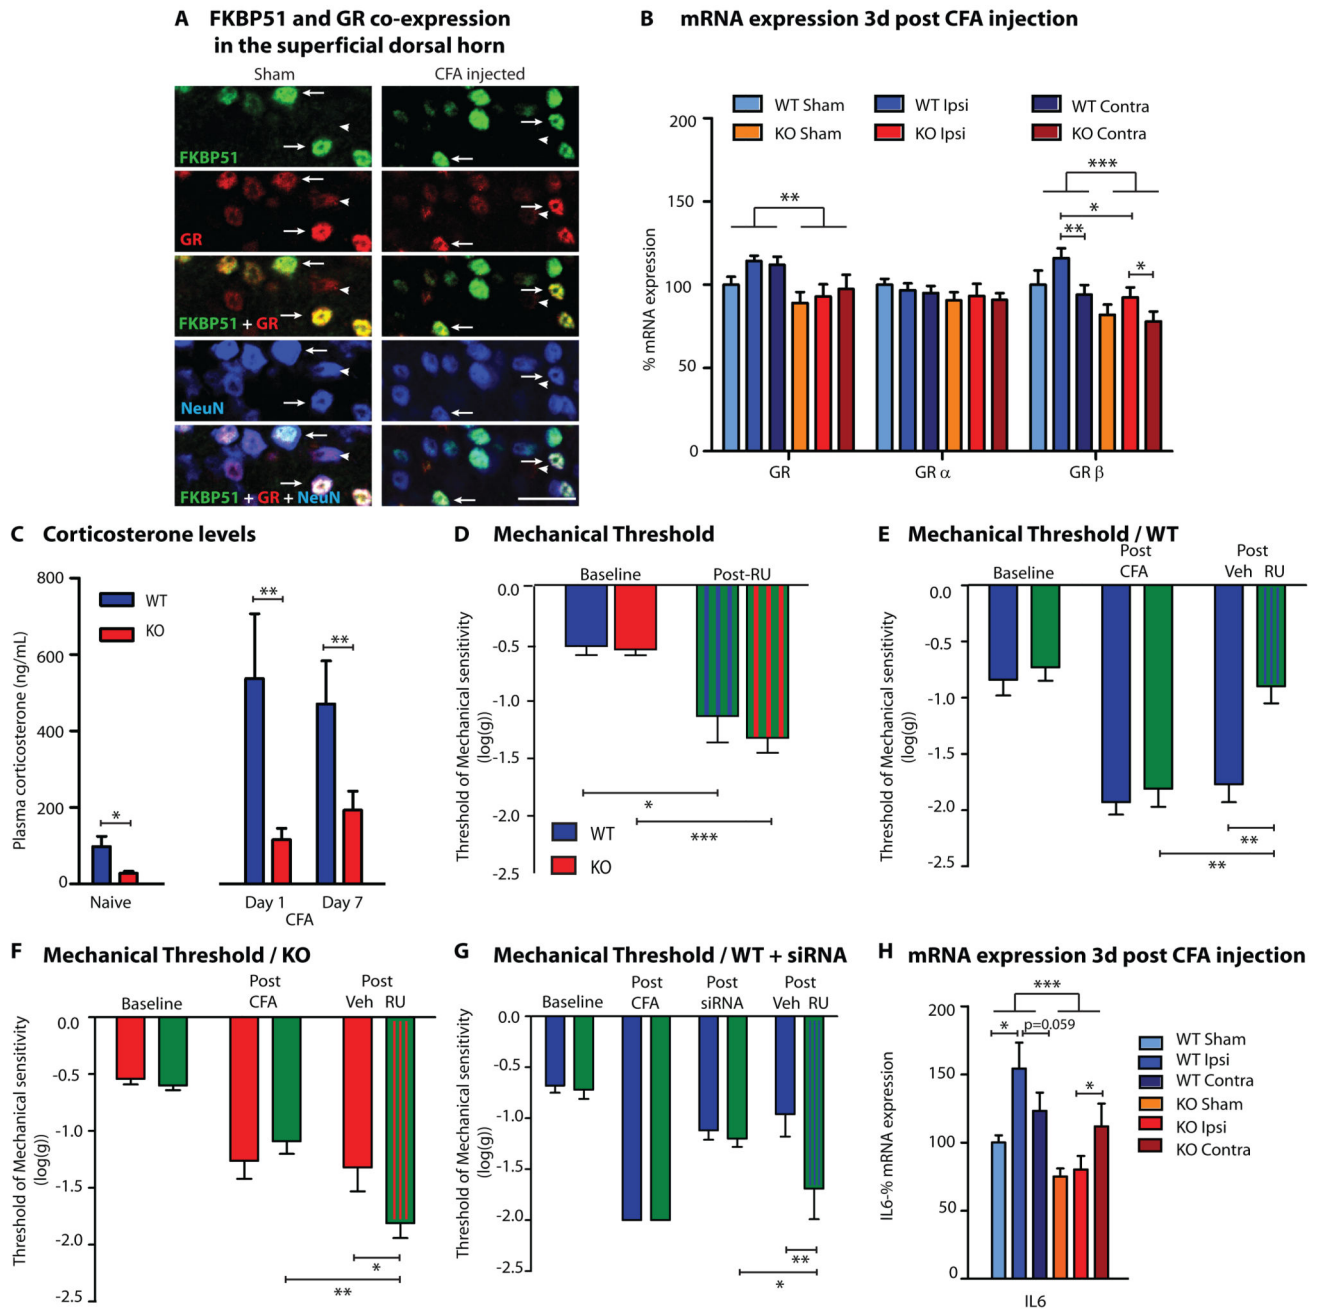 A FKBP51 and GR co-expression
in the superficial dorsal horn
Sham CFA injected
FKBP51
GR
FKBP51 + GR
NeuN
FKBP51 + GR + NeuN
B mRNA expression 3d post CFA injection
WT Sham WT Ipsi WT Contra
KO Sham KO Ipsi KO Contra
% mRNA expression
200
150
100
50
0
** *** * ** *
GR GR α GR β
C Corticosterone levels
Plasma corticosterone (ng/mL)
800
600
400
200
0
WT
KO
* ** **
Naive Day 1 Day 7
CFA
D Mechanical Threshold
Baseline Post-RU
Threshold of Mechanical sensitivity
(log(g))
0.0
-0.5
-1.0
-1.5
-2.0
-2.5
*
***
WT
KO
E Mechanical Threshold / WT
Baseline Post CFA Post Veh RU
Threshold of Mechanical sensitivity
(log(g))
0.0
-0.5
-1.0
-1.5
-2.0
-2.5
**
**
F Mechanical Threshold / KO
Baseline Post CFA Post Veh RU
Threshold of Mechanical sensitivity
(log(g))
0.0
-0.5
-1.0
-1.5
-2.0
-2.5
*
**
G Mechanical Threshold / WT + siRNA
Baseline Post CFA Post siRNA Post Veh RU
Threshold of Mechanical sensitivity
(log(g))
0.0
-0.5
-1.0
-1.5
-2.0
-2.5
**
*
H mRNA expression 3d post CFA injection
IL6-% mRNA expression
200
150
100
50
0
***
* p=0.059
*
WT Sham
WT Ipsi
WT Contra
KO Sham
KO Ipsi
KO Contra
IL6